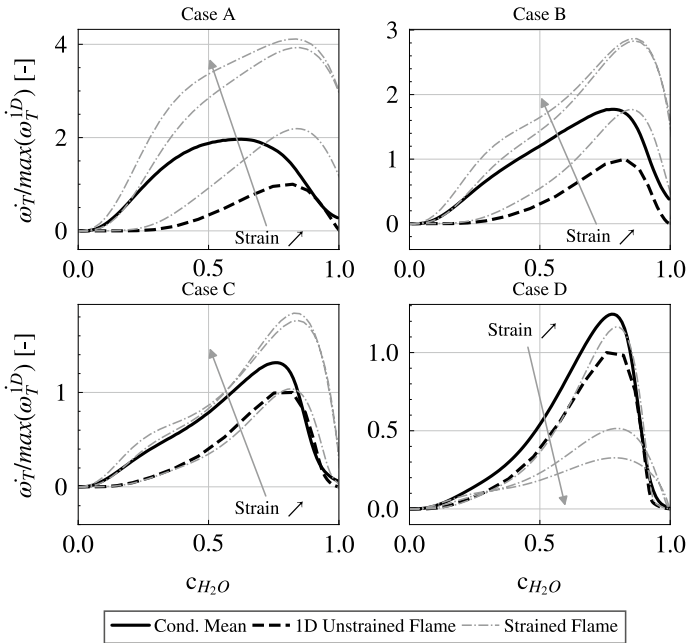 Case A
Case B
ω̇_T/max(ω̇_T^{1D}) [-]
4
2
0
Strain ↗
0.0 0.5 1.0
3
2
1
0
Strain ↗
0.0 0.5 1.0
Case C
Case D
ω̇_T/max(ω̇_T^{1D}) [-]
1
0
Strain ↗
0.0 0.5 1.0
c_{H_2O}
Strain ↗
1.0
0.5
0.0
0.0 0.5 1.0
c_{H_2O}
Cond. Mean 1D Unstrained Flame Strained Flame